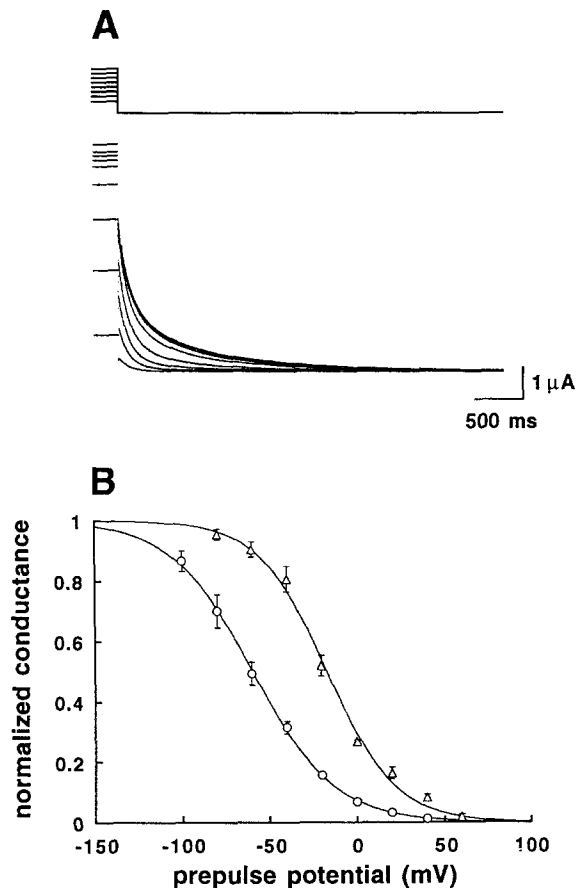 A
1 μA
500 ms
B
normalized conductance
1
0.8
0.6
0.4
0.2
0
-150 -100 -50 0 50 100
prepulse potential (mV)